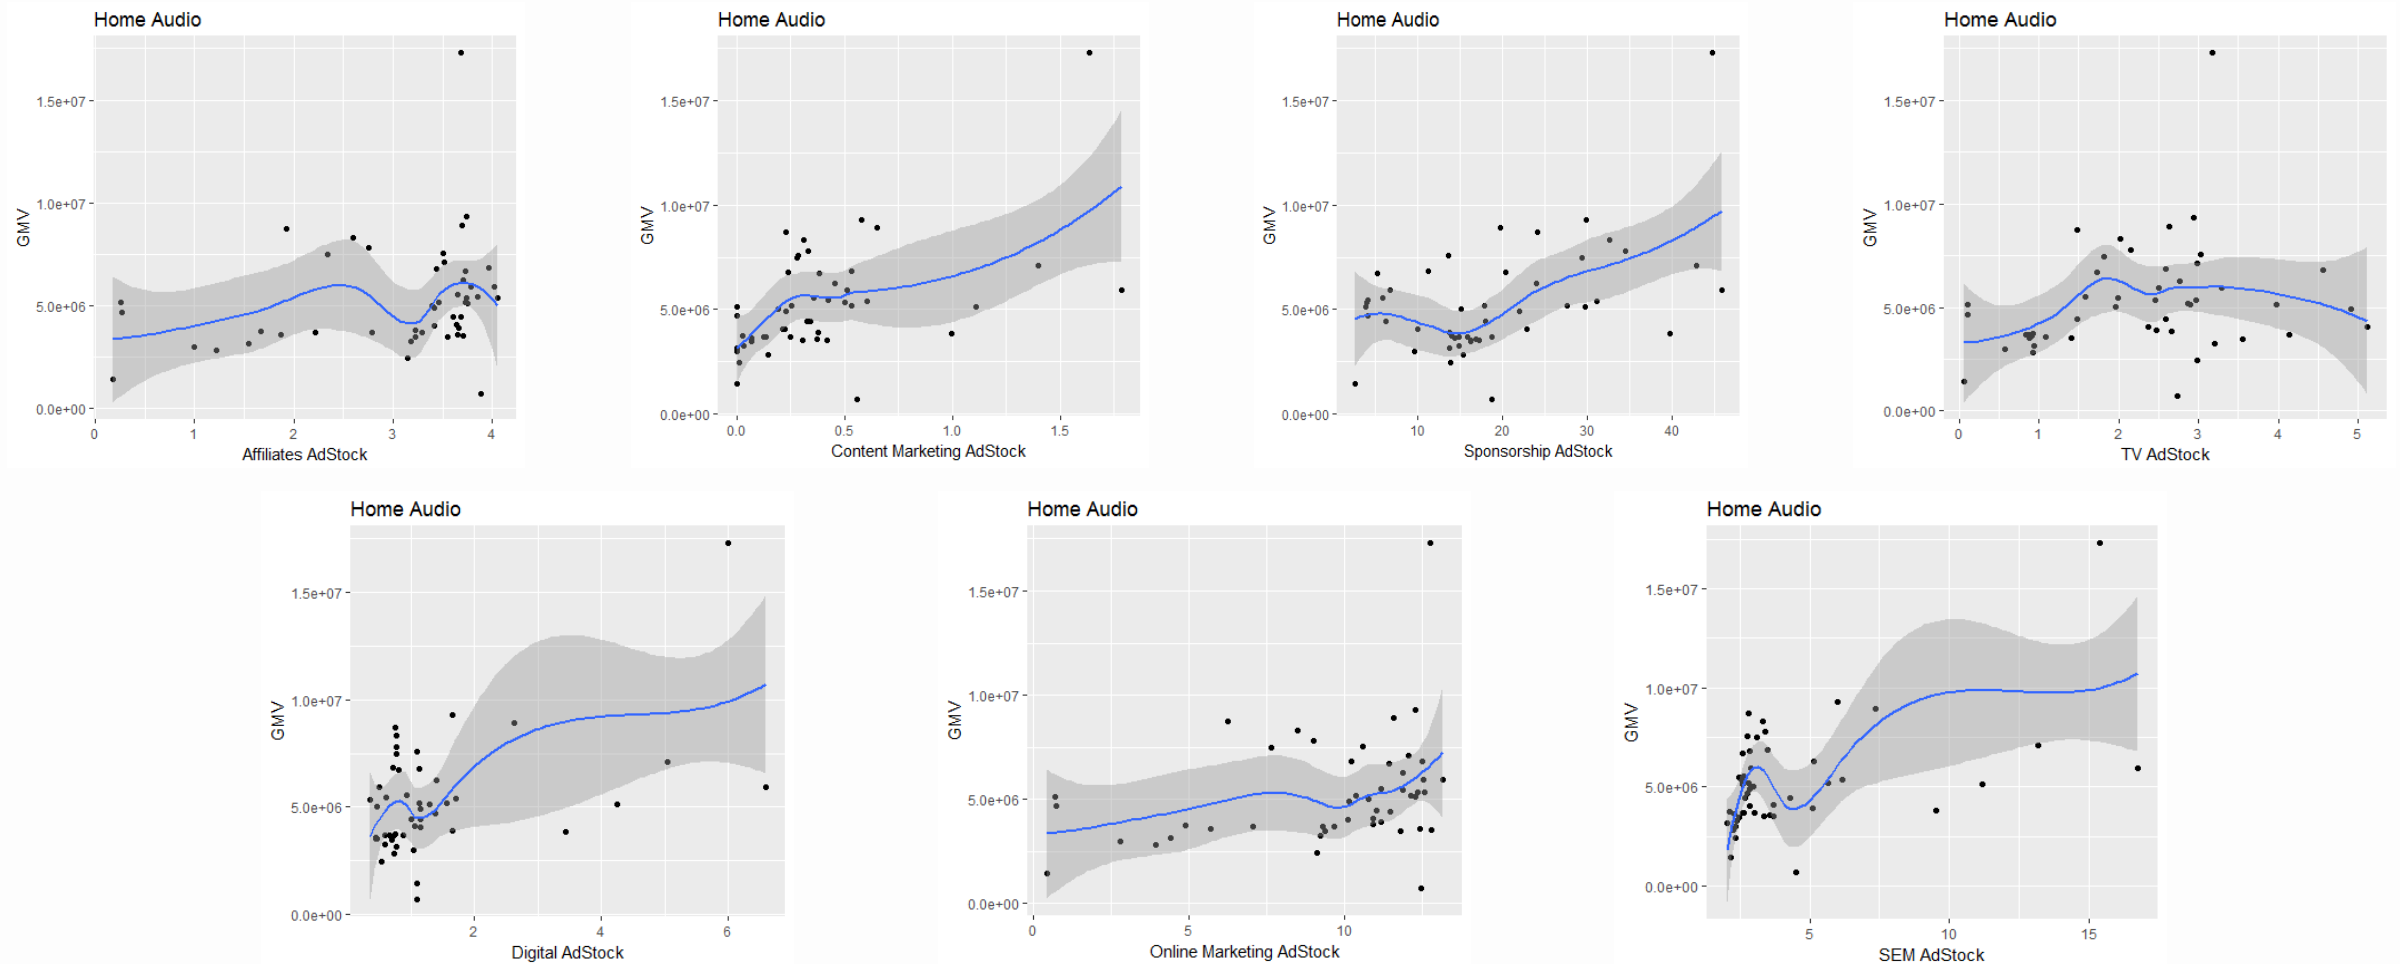 Home Audio
GMV
1.5e+07
1.0e+07
5.0e+06
0.0e+00
0 1 2 3 4
Affiliates AdStock
Home Audio
GMV
1.5e+07
1.0e+07
5.0e+06
0.0e+00
0.0 0.5 1.0 1.5
Content Marketing AdStock
Home Audio
GMV
1.5e+07
1.0e+07
5.0e+06
0.0e+00
10 20 30 40
Sponsorship AdStock
Home Audio
GMV
1.5e+07
1.0e+07
5.0e+06
0.0e+00
0 1 2 3 4 5
TV AdStock
Home Audio
GMV
1.5e+07
1.0e+07
5.0e+06
0.0e+00
2 4 6
Digital AdStock
Home Audio
GMV
1.5e+07
1.0e+07
5.0e+06
0.0e+00
0 5 10
Online Marketing AdStock
Home Audio
GMV
1.5e+07
1.0e+07
5.0e+06
0.0e+00
5 10 15
SEM AdStock